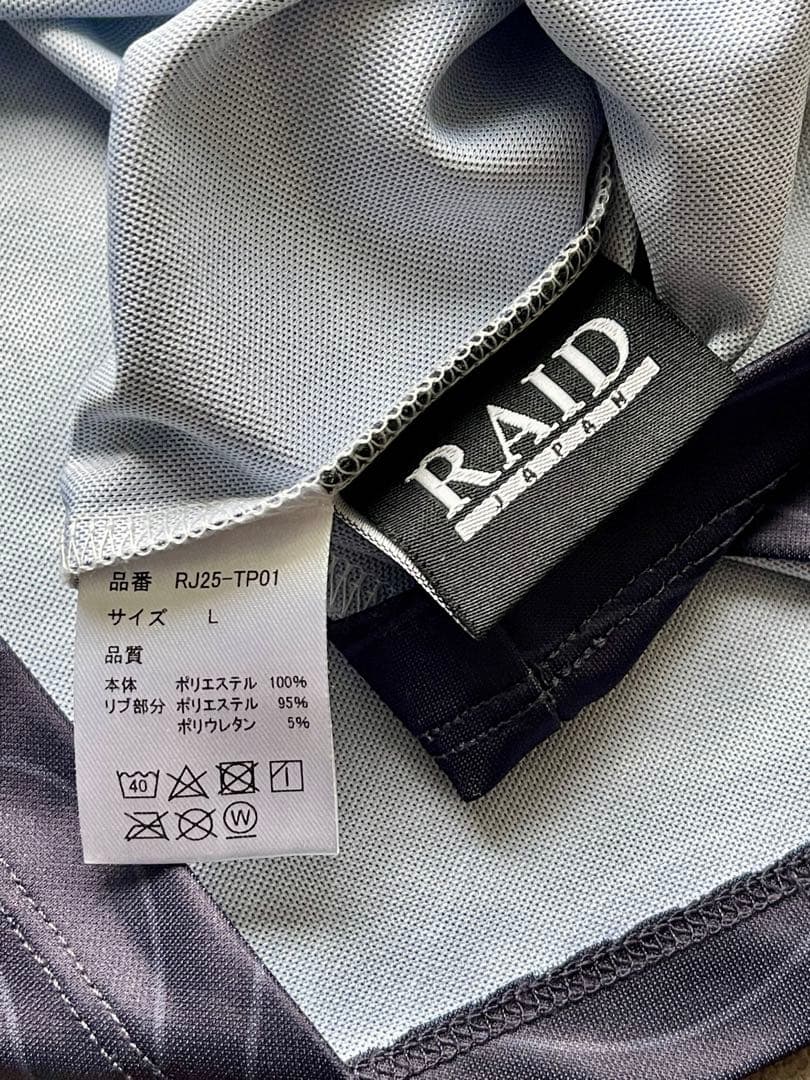 RAID
JAPAN
品番 RJ25-TP01
サイズ L
品質
本体 ポリエステル 100%
リブ部分 ポリエステル 95%
ポリウレタン 5%
40
W